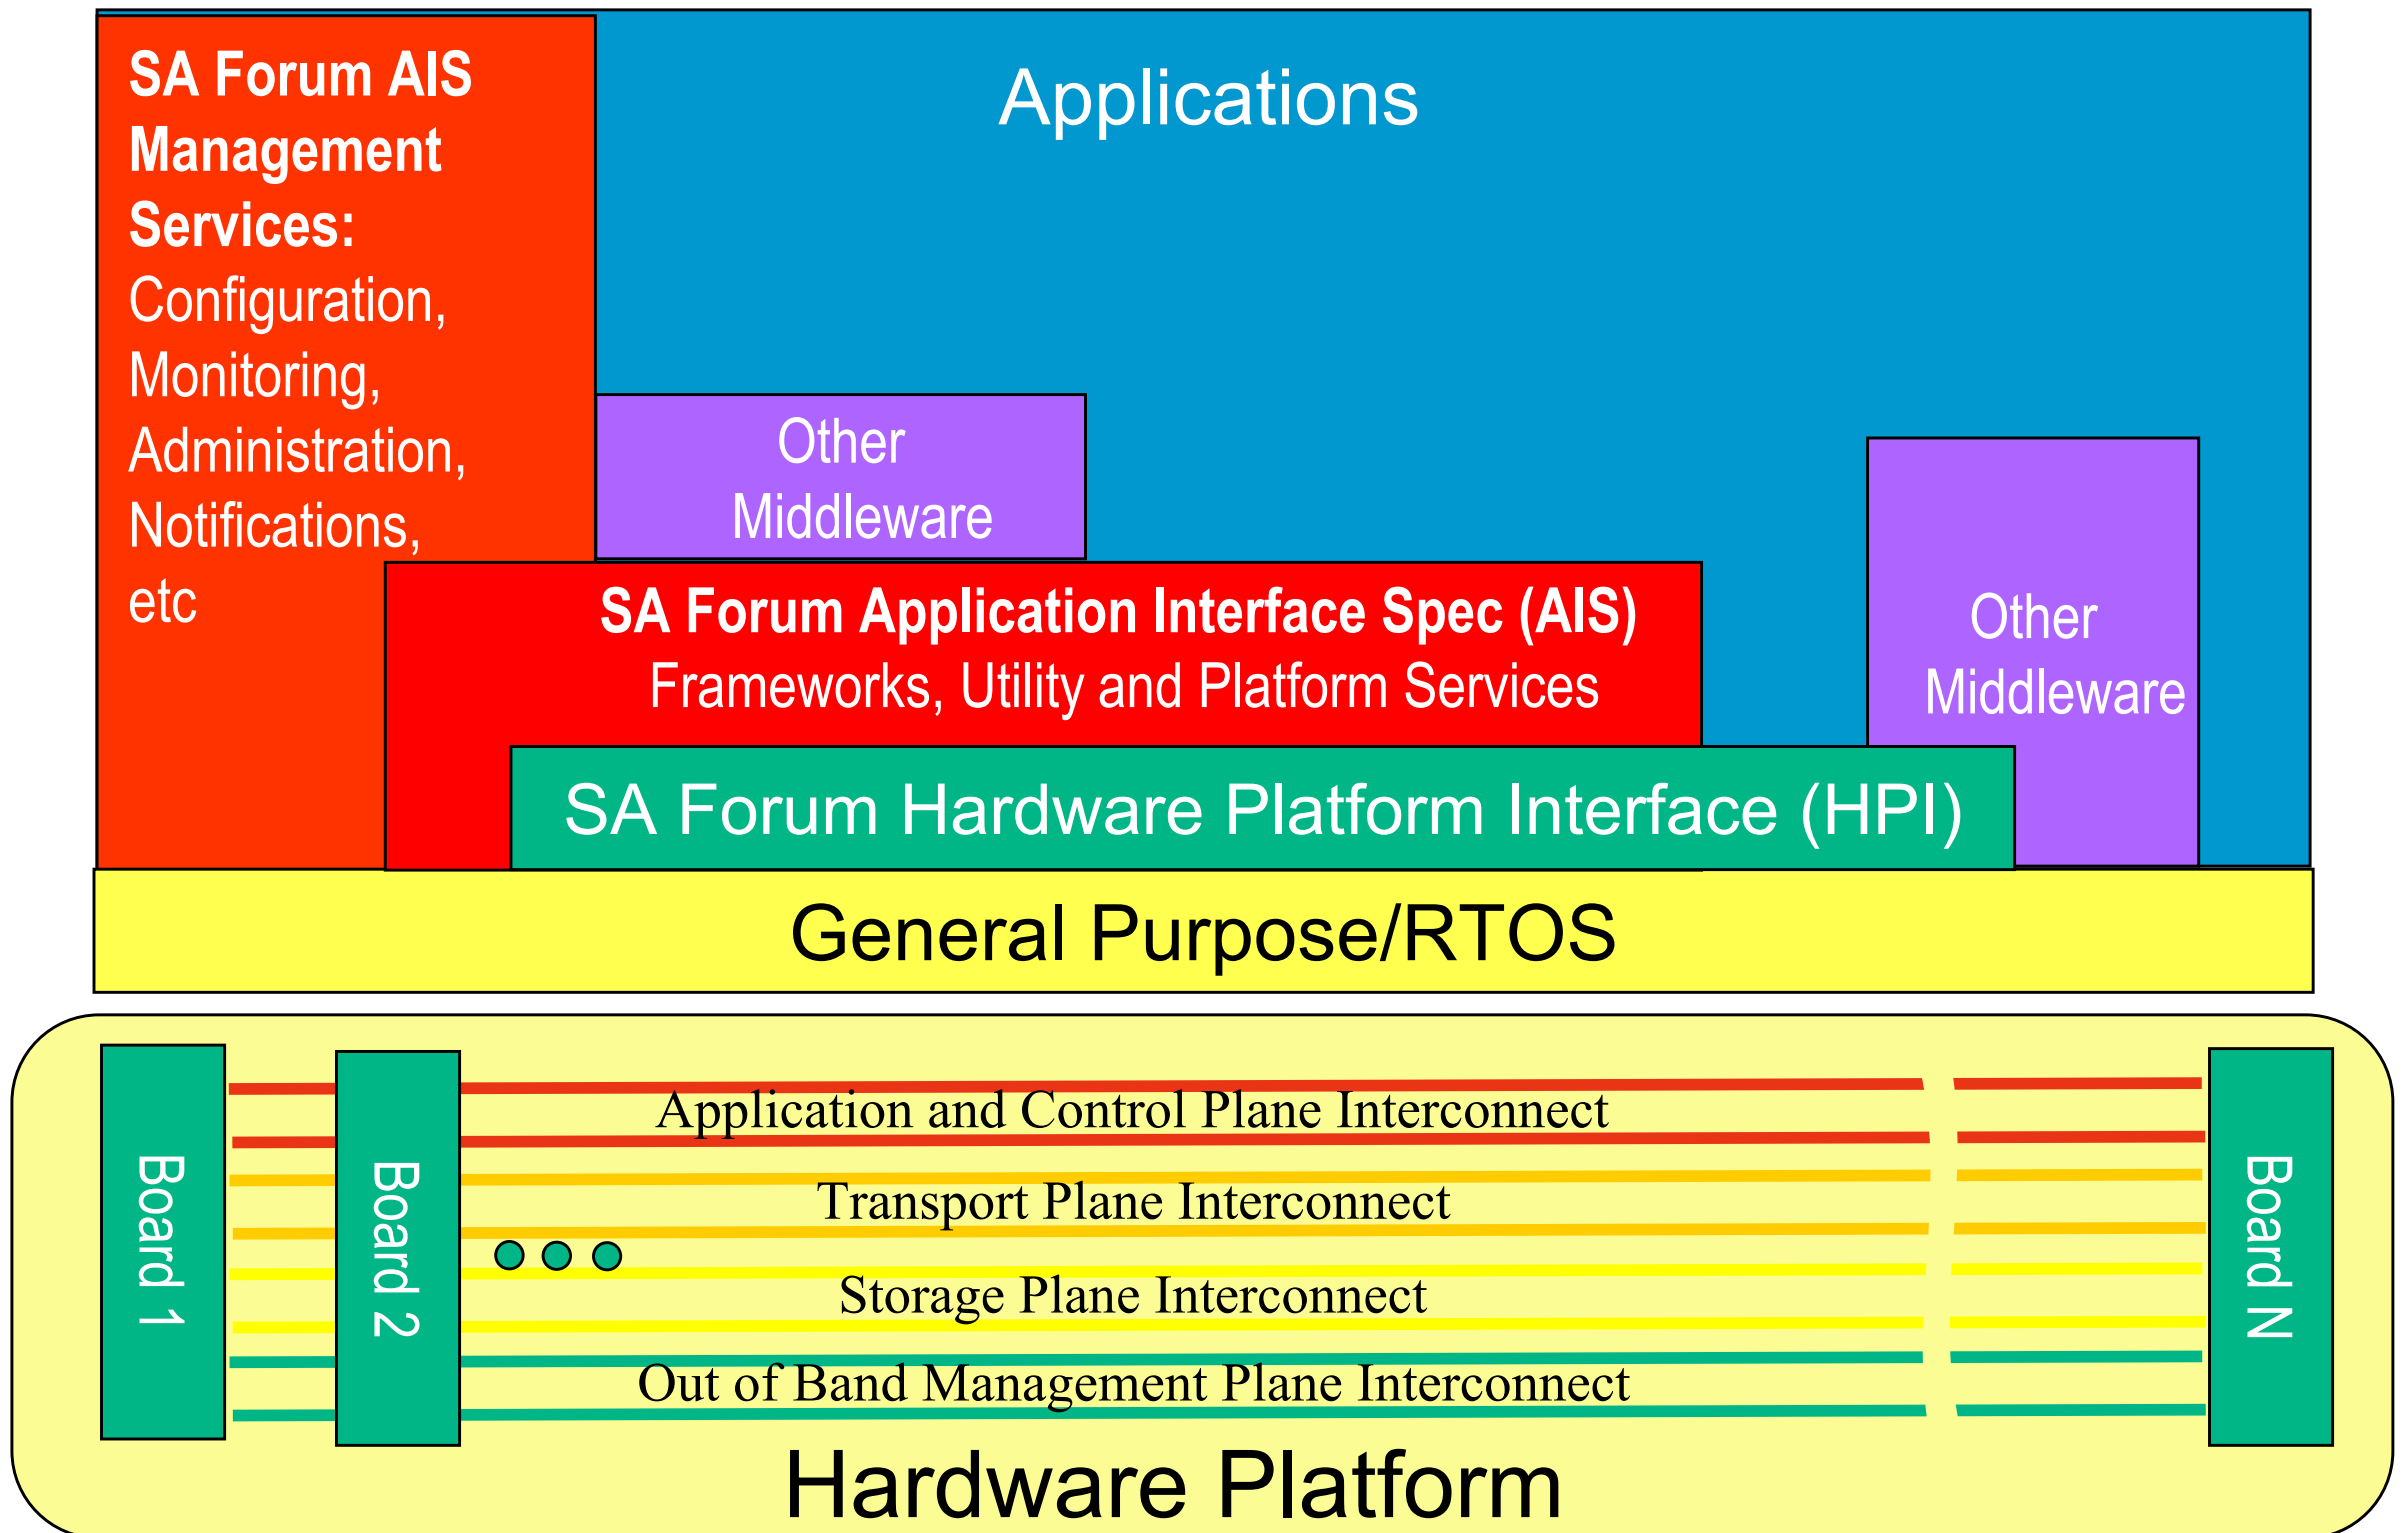 SA Forum AIS
Management
Services:
Configuration,
Monitoring,
Administration,
Notifications,
etc
Applications
Other
Middleware
SA Forum Application Interface Spec (AIS)
Frameworks, Utility and Platform Services
Other
Middleware
SA Forum Hardware Platform Interface (HPI)
General Purpose/RTOS
Board 1
Board 2
Application and Control Plane Interconnect
Transport Plane Interconnect
Storage Plane Interconnect
Out of Band Management Plane Interconnect
Board N
Hardware Platform